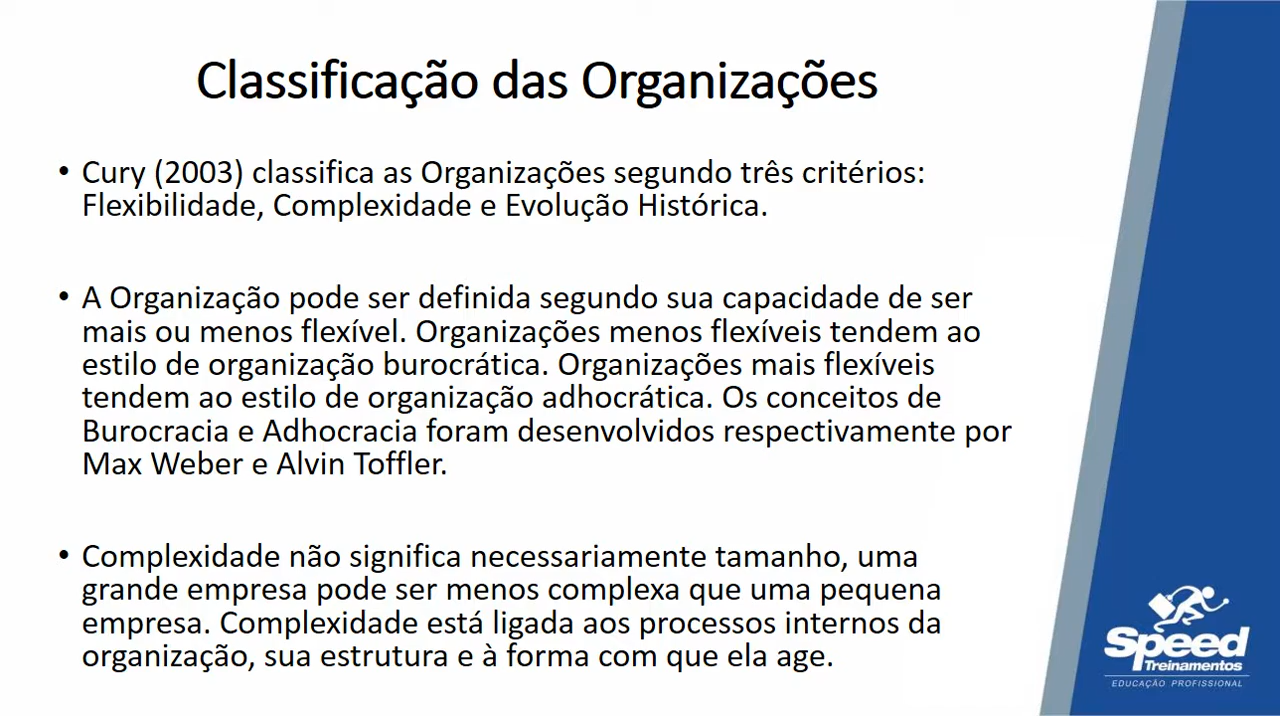 Classificação das Organizações
• Cury (2003) classifica as Organizações segundo três critérios:
Flexibilidade, Complexidade e Evolução Histórica.
• A Organização pode ser definida segundo sua capacidade de ser
mais ou menos flexível. Organizações menos flexíveis tendem ao
estilo de organização burocrática. Organizações mais flexíveis
tendem ao estilo de organização adhocrática. Os conceitos de
Burocracia e Adhocracia foram desenvolvidos respectivamente por
Max Weber e Alvin Toffler.
• Complexidade não significa necessariamente tamanho, uma
grande empresa pode ser menos complexa que uma pequena
empresa. Complexidade está ligada aos processos internos da
organização, sua estrutura e à forma com que ela age.
Speed
Treinamentos
EDUCAÇÃO PROFISSIONAL